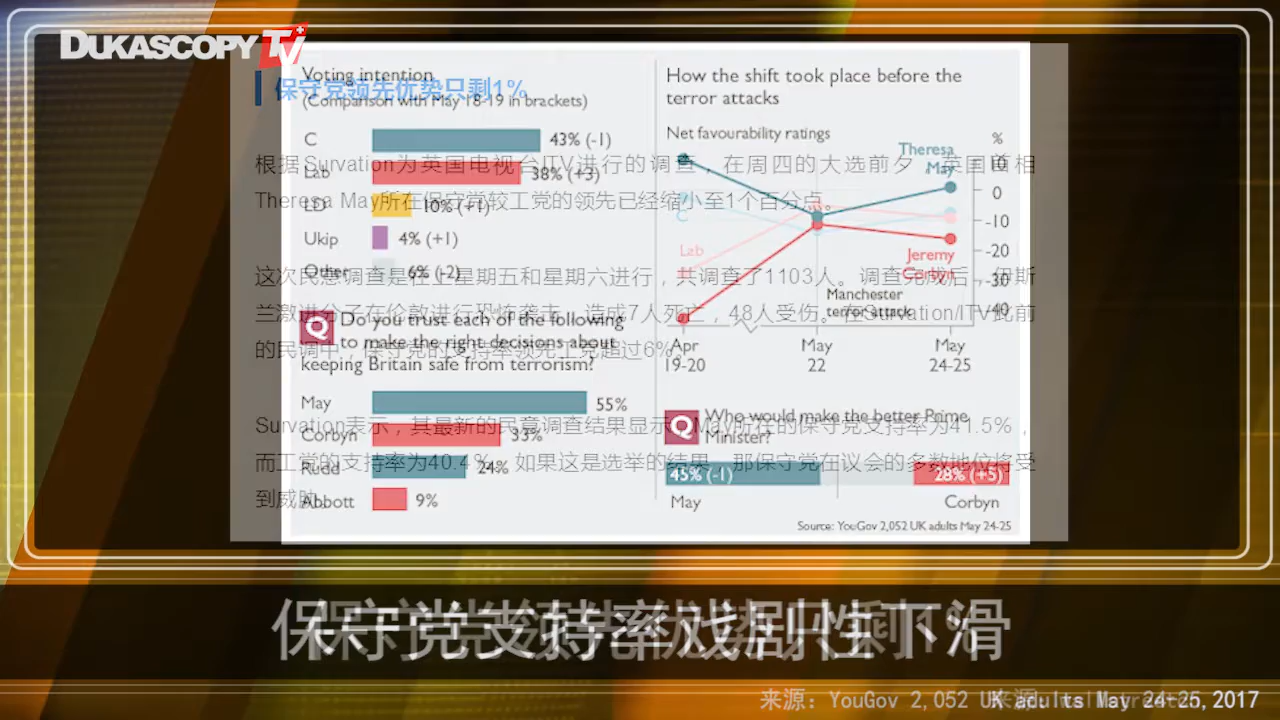 DUKASCOPY TV
Voting intention
(Comparison with May 18-19 in brackets)
C 43% (-1)
Lab 38% (+3)
LD 10% (+1)
Ukip 4% (+1)
Other 6% (-2)
Q Do you trust each of the following
to make the right decisions about
keeping Britain safe from terrorism?
May 55%
Corbyn 33%
Rudd 24%
Abbott 9%
How the shift took place before the
terror attacks
Net favourability ratings
%
Theresa
May
10
0
-10
-20
-30
-40
C
Lab
Jeremy
Corbyn
Manchester
terror attack
Apr
19-20
May
22
May
24-25
Q Who would make the better Prime
Minister?
45% (-1) 28% (+5)
May Corbyn
Source: YouGov 2,052 UK adults May 24-25
保守党领先优势只剩1%
根据Survation为英国电视台ITV进行的调查，在周四的大选前夕，英国首相
Theresa May所在保守党较工党的领先已经缩小至1个百分点。
这次民意调查是在上星期五和星期六进行，共调查了1103人。调查完成后，伊斯
兰激进分子在伦敦进行恐怖袭击，造成7人死亡，48人受伤。在Survation/ITV此前
的民调中，保守党的支持率领先工党超过6%。
Survation表示，其最新的民意调查结果显示，May所在的保守党支持率为41.5%，
而工党的支持率为40.4%。如果这是选举的结果，那保守党在议会的多数地位将受
到威胁。
保守党支持率戏剧性下滑
来源：YouGov 2,052 UK adults May 24-25,2017